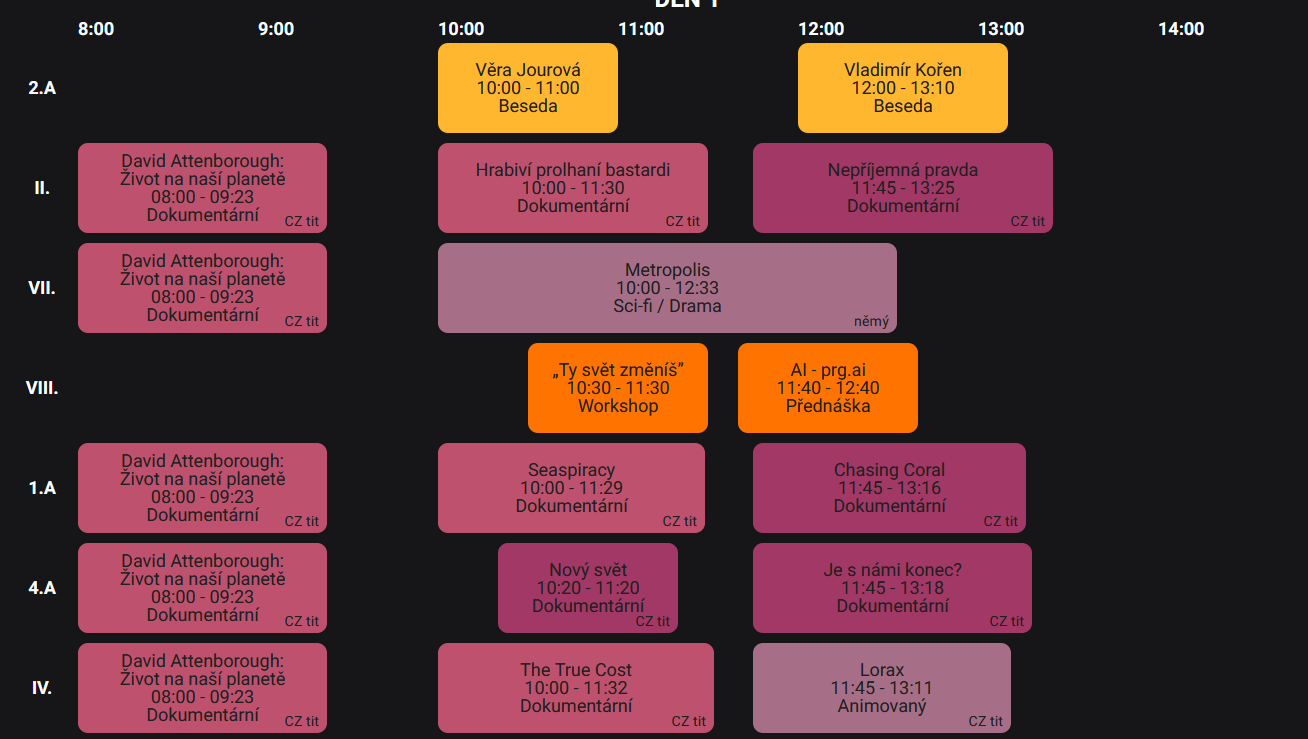 DEN 1
8:00 9:00 10:00 11:00 12:00 13:00 14:00
2.A
Věra Jourová
10:00 - 11:00
Beseda
Vladimír Kořen
12:00 - 13:10
Beseda
II.
David Attenborough:
Život na naší planetě
08:00 - 09:23
Dokumentární
CZ tit
Hrabiví prolhaní bastardi
10:00 - 11:30
Dokumentární
CZ tit
Nepříjemná pravda
11:45 - 13:25
Dokumentární
CZ tit
VII.
David Attenborough:
Život na naší planetě
08:00 - 09:23
Dokumentární
CZ tit
Metropolis
10:00 - 12:33
Sci-fi / Drama
němý
VIII.
„Ty svět změníš”
10:30 - 11:30
Workshop
AI - prg.ai
11:40 - 12:40
Přednáška
1.A
David Attenborough:
Život na naší planetě
08:00 - 09:23
Dokumentární
CZ tit
Seaspiracy
10:00 - 11:29
Dokumentární
CZ tit
Chasing Coral
11:45 - 13:16
Dokumentární
CZ tit
4.A
David Attenborough:
Život na naší planetě
08:00 - 09:23
Dokumentární
CZ tit
Nový svět
10:20 - 11:20
Dokumentární
CZ tit
Je s námi konec?
11:45 - 13:18
Dokumentární
CZ tit
IV.
David Attenborough:
Život na naší planetě
08:00 - 09:23
Dokumentární
CZ tit
The True Cost
10:00 - 11:32
Dokumentární
CZ tit
Lorax
11:45 - 13:11
Animovaný
CZ tit